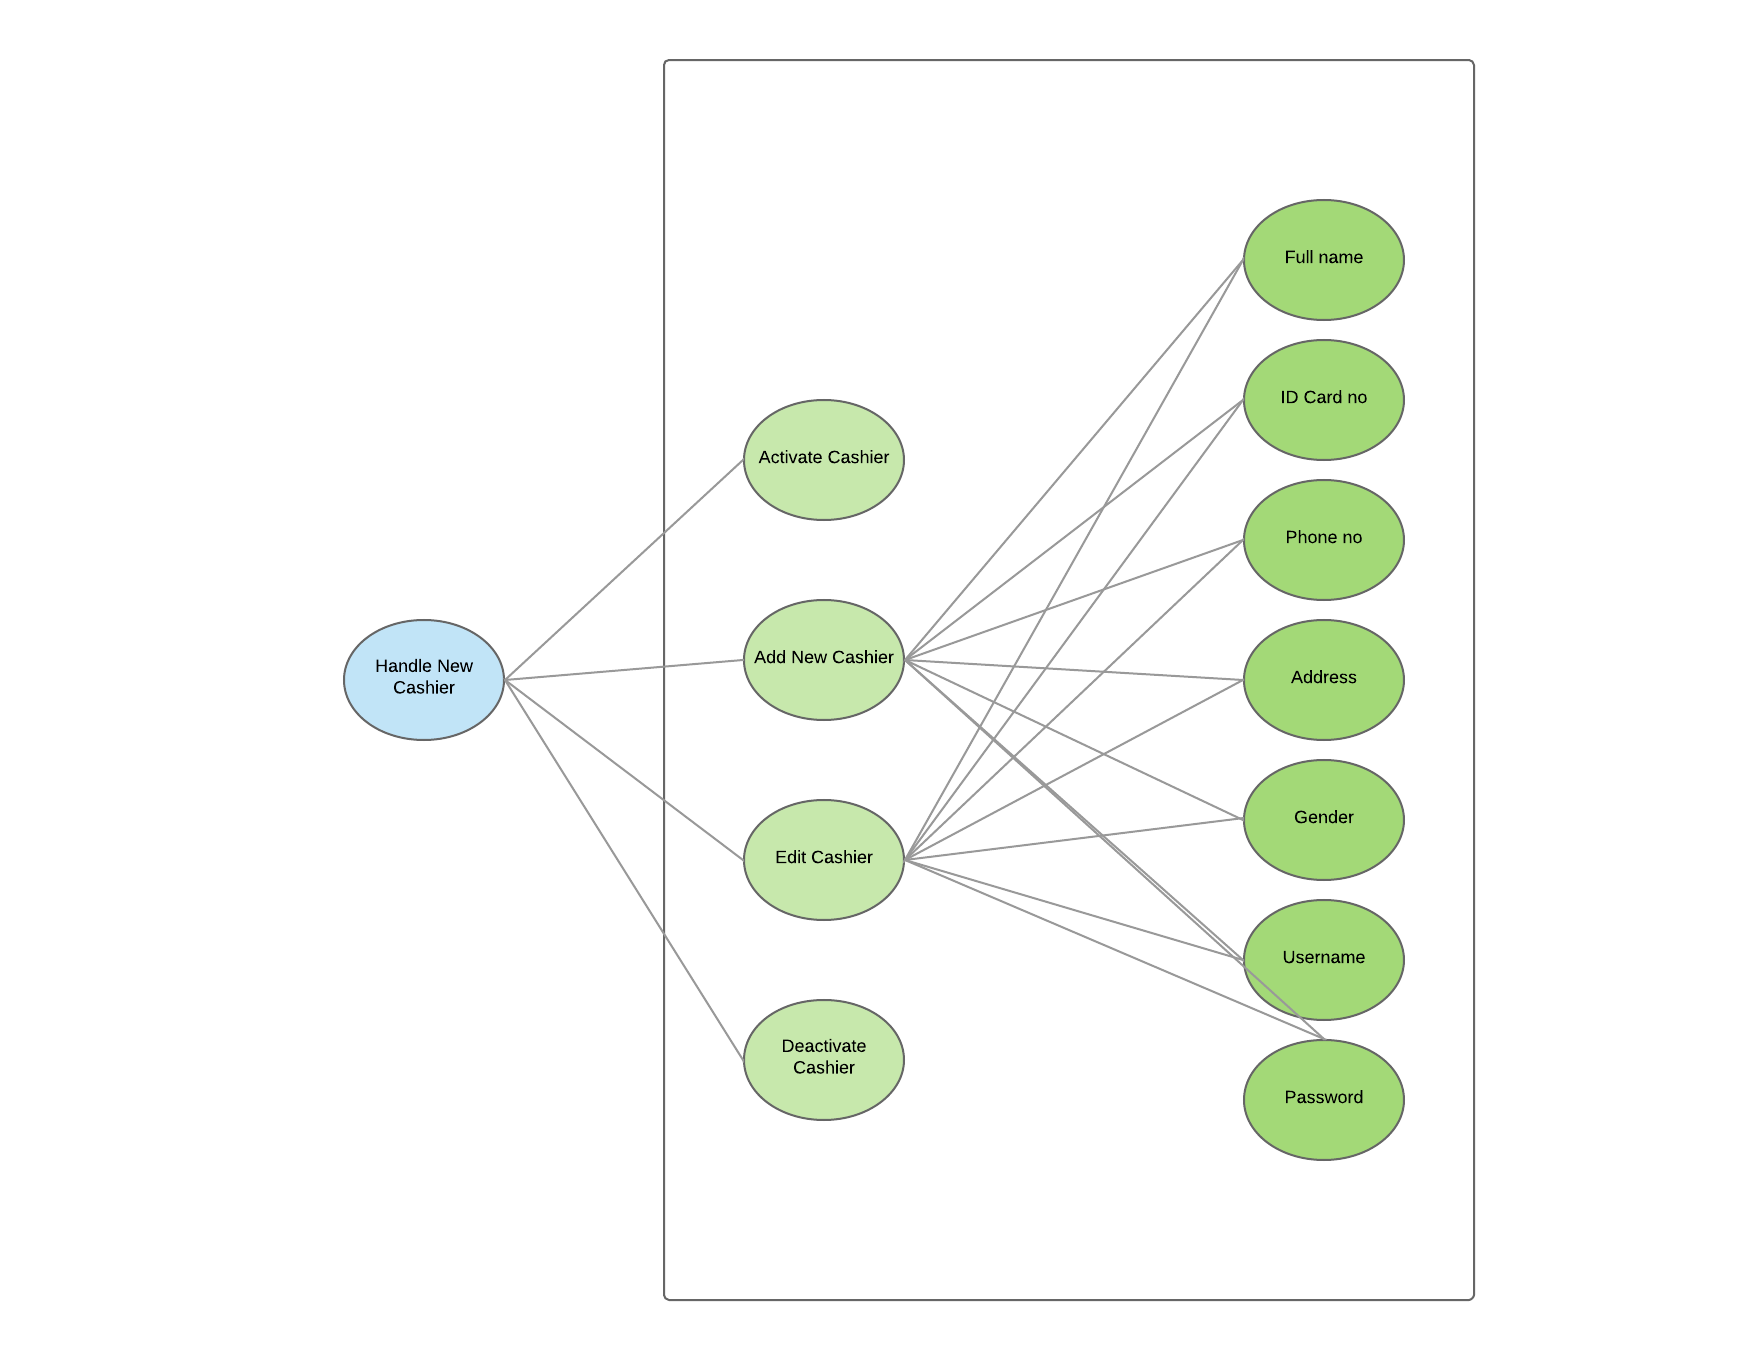 Handle New
Cashier
Activate Cashier
Add New Cashier
Edit Cashier
Deactivate
Cashier
Full name
ID Card no
Phone no
Address
Gender
Username
Password